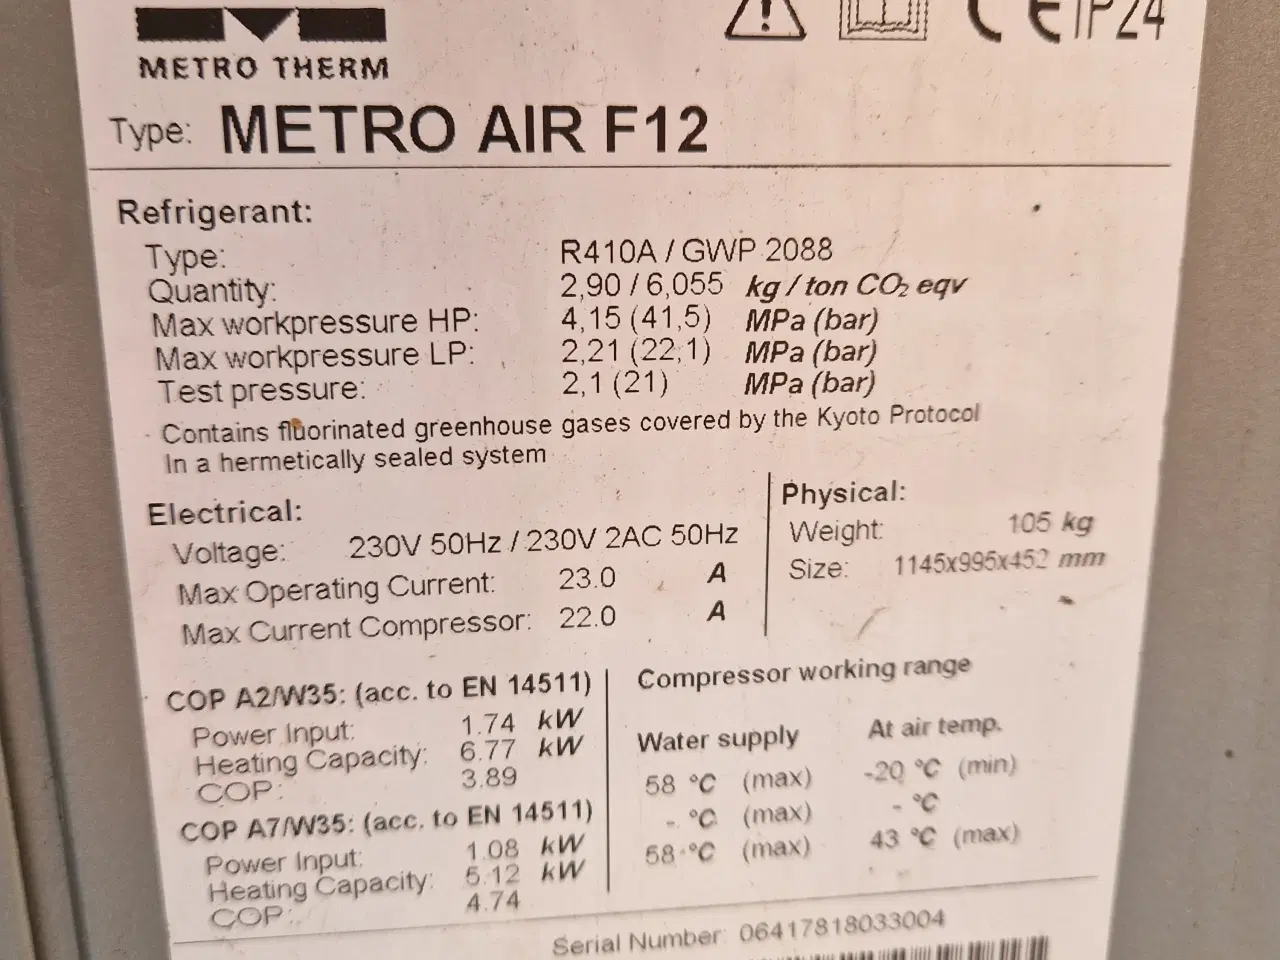 CE IP24
METRO THERM
Type: METRO AIR F12
Refrigerant:
Type: R410A / GWP 2088
Quantity: 2,90 / 6,055 kg / ton CO₂ eqv
Max workpressure HP: 4,15 (41,5) MPa (bar)
Max workpressure LP: 2,21 (22,1) MPa (bar)
Test pressure: 2,1 (21) MPa (bar)
Contains fluorinated greenhouse gases covered by the Kyoto Protocol
In a hermetically sealed system
Electrical:
Voltage: 230V 50Hz / 230V 2AC 50Hz
Max Operating Current: 23.0 A
Max Current Compressor: 22.0 A
Physical:
Weight: 105 kg
Size: 1145x995x452 mm
COP A2/W35: (acc. to EN 14511)
Power Input: 1.74 kW
Heating Capacity: 6.77 kW
COP: 3.89
COP A7/W35: (acc. to EN 14511)
Power Input: 1.08 kW
Heating Capacity: 5.12 kW
COP: 4.74
Compressor working range
Water supply At air temp.
58 °C (max) -20 °C (min)
- °C (max) - °C
58 °C (max) 43 °C (max)
Serial Number: 06417818033004